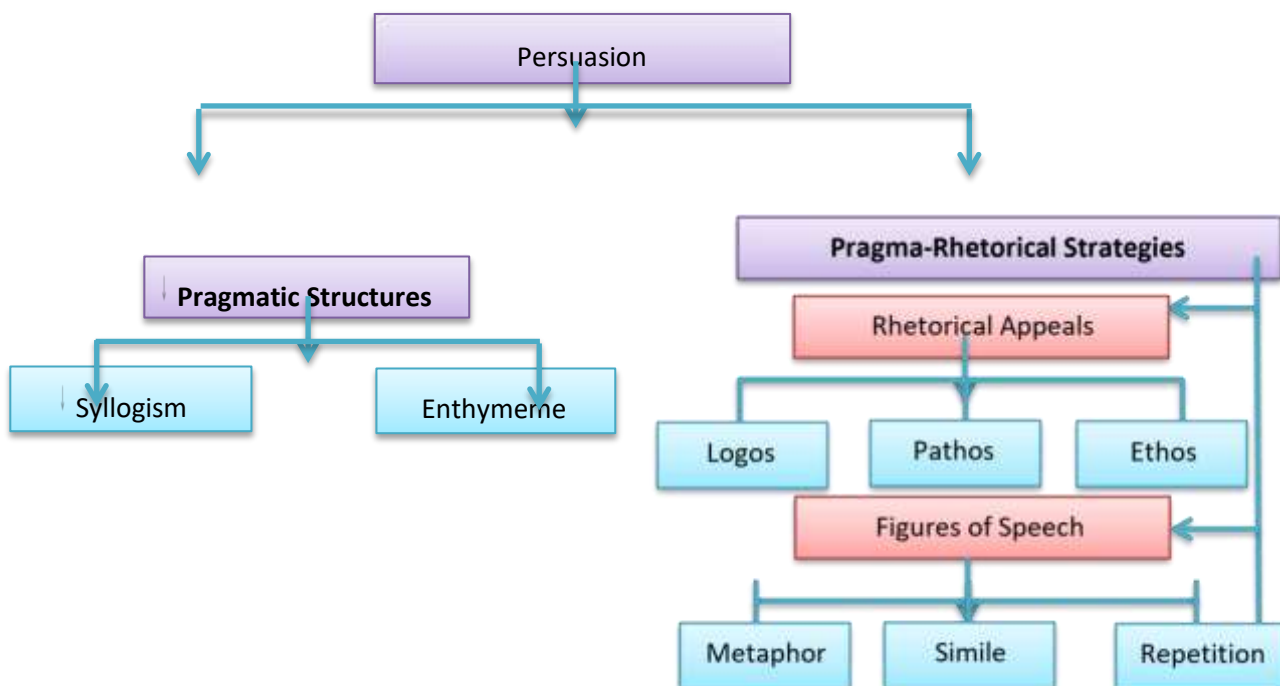 Persuasion
Pragma-Rhetorical Strategies
Pragmatic Structures
Rhetorical Appeals
Syllogism
Enthymeme
Logos
Pathos
Ethos
Figures of Speech
Metaphor
Simile
Repetition